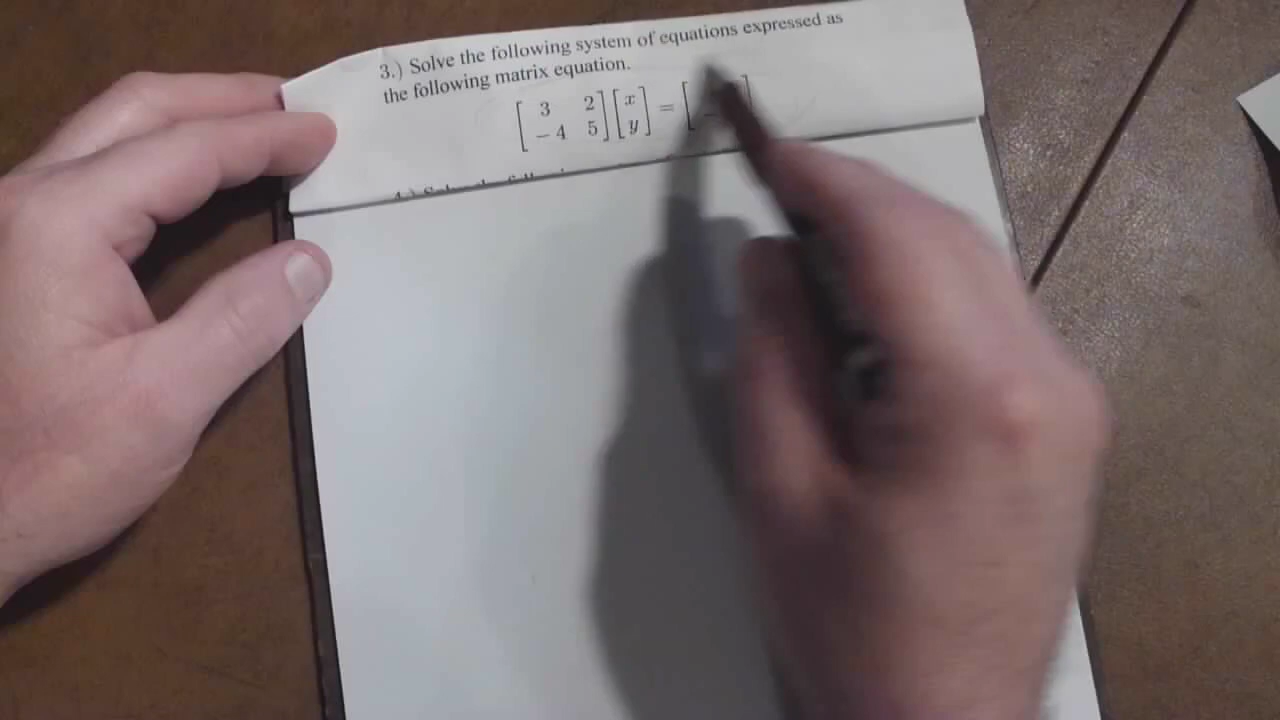 3.) Solve the following system of equations expressed as
the following matrix equation.
[ 3 2 ] [ x ] = [
[ -4 5 ] [ y ]